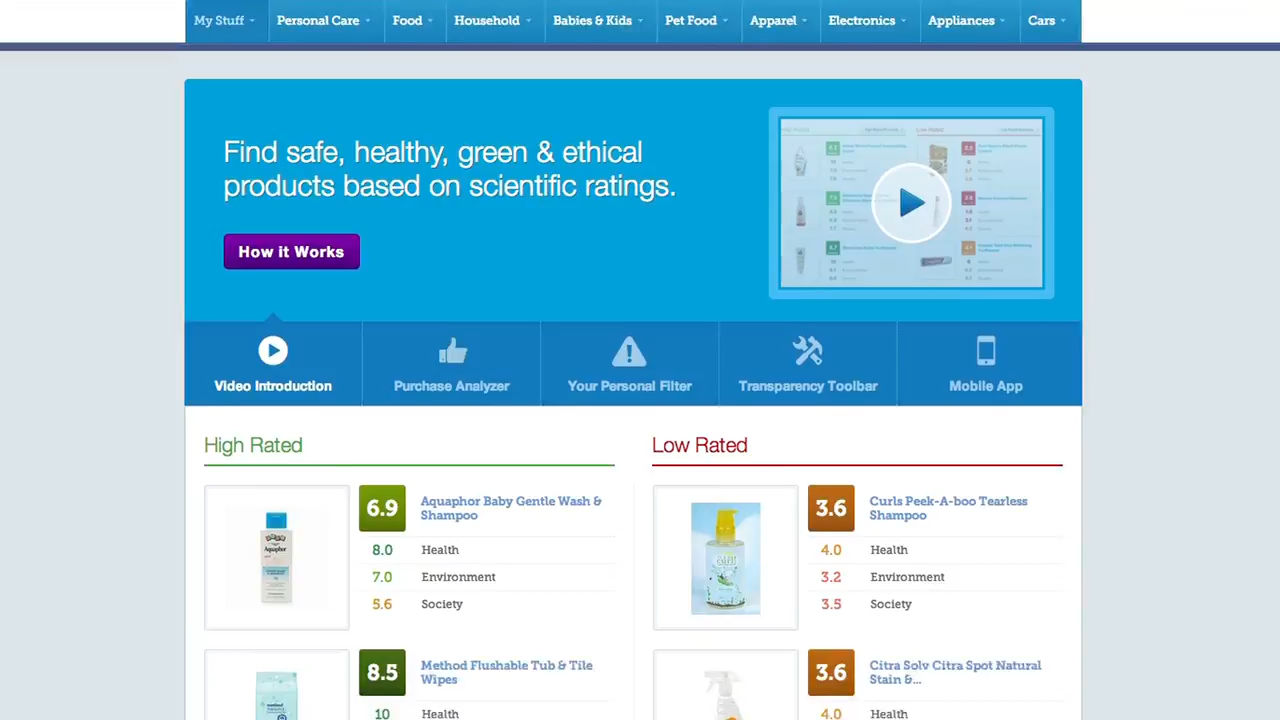 My Stuff Personal Care Food Household Babies & Kids Pet Food Apparel Electronics Appliances Cars
Find safe, healthy, green & ethical
products based on scientific ratings.
How it Works
Video Introduction Purchase Analyzer Your Personal Filter Transparency Toolbar Mobile App
High Rated
6.9 Aquaphor Baby Gentle Wash &
Shampoo
8.0 Health
7.0 Environment
5.6 Society
8.5 Method Flushable Tub & Tile
Wipes
10 Health
Low Rated
3.6 Curls Peek-A-boo Tearless
Shampoo
4.0 Health
3.2 Environment
3.5 Society
3.6 Citra Solv Citra Spot Natural
Stain &...
4.0 Health
Aquaphor